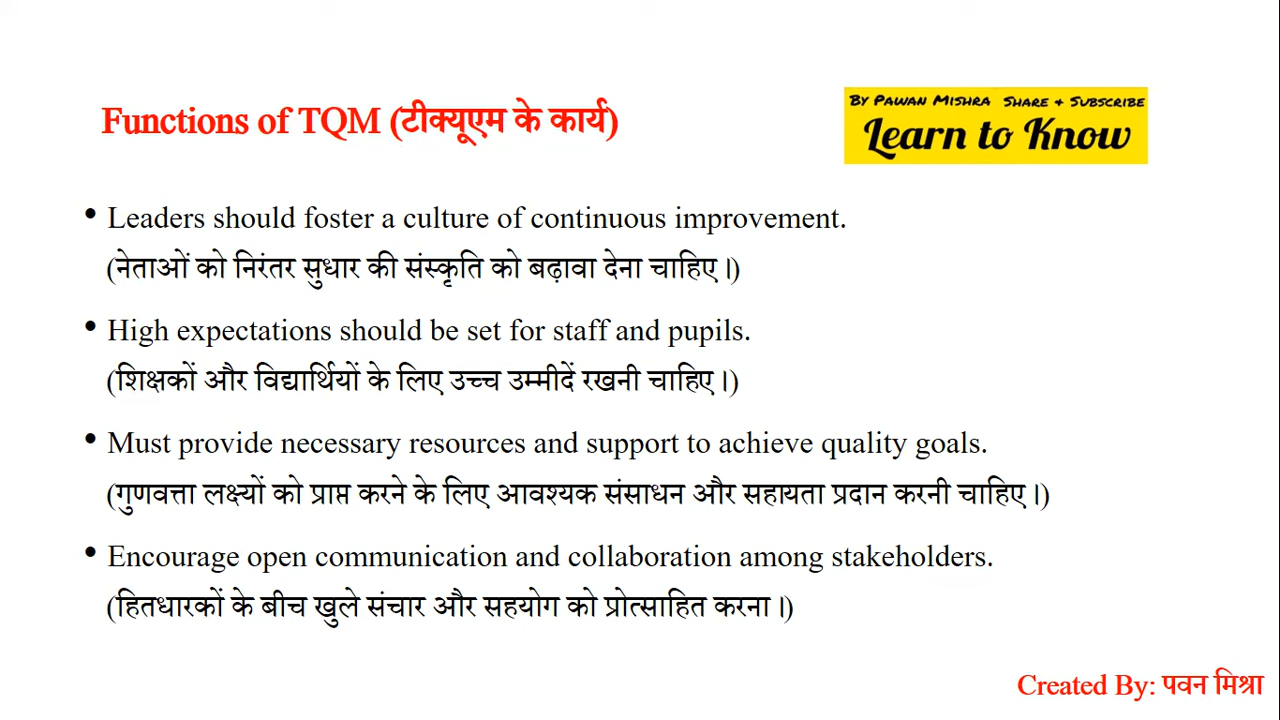 Functions of TQM (टीक्यूएम के कार्य)
BY PAWAN MISHRA SHARE & SUBSCRIBE
Learn to Know
• Leaders should foster a culture of continuous improvement.
(नेताओं को निरंतर सुधार की संस्कृति को बढ़ावा देना चाहिए।)
• High expectations should be set for staff and pupils.
(शिक्षकों और विद्यार्थियों के लिए उच्च उम्मीदें रखनी चाहिए।)
• Must provide necessary resources and support to achieve quality goals.
(गुणवत्ता लक्ष्यों को प्राप्त करने के लिए आवश्यक संसाधन और सहायता प्रदान करनी चाहिए।)
• Encourage open communication and collaboration among stakeholders.
(हितधारकों के बीच खुले संचार और सहयोग को प्रोत्साहित करना।)
Created By: पवन मिश्रा